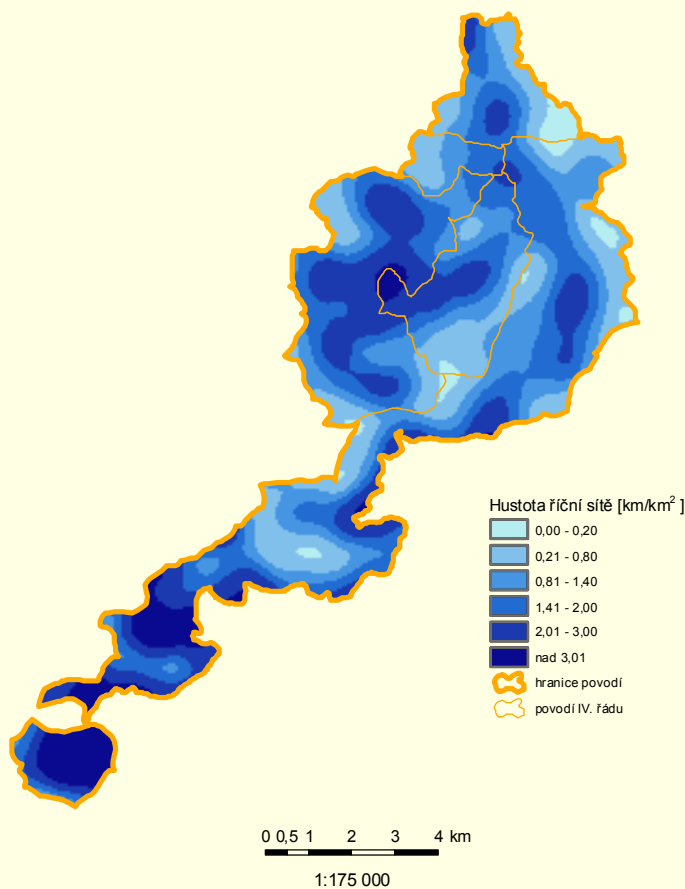 Hustota říční sítě [km/km²]
0,00 - 0,20
0,21 - 0,80
0,81 - 1,40
1,41 - 2,00
2,01 - 3,00
nad 3,01
hranice povodí
povodí IV. řádu
0 0,5 1 2 3 4 km
1:175 000